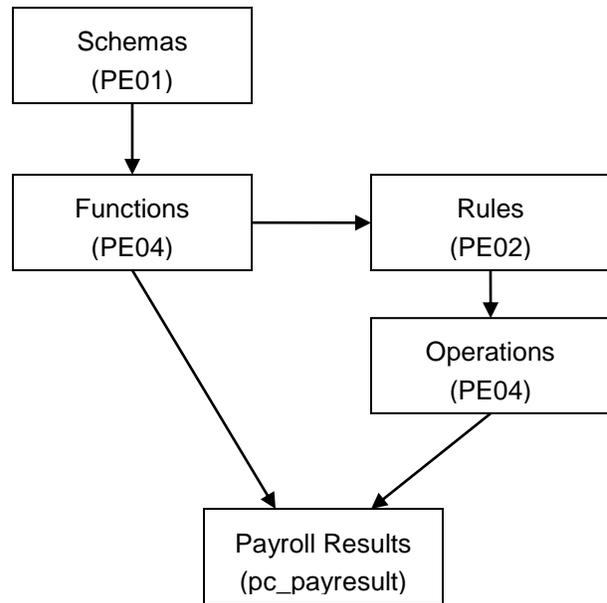 Schemas
(PE01)
Functions
(PE04)
Rules
(PE02)
Operations
(PE04)
Payroll Results
(pc_payresult)